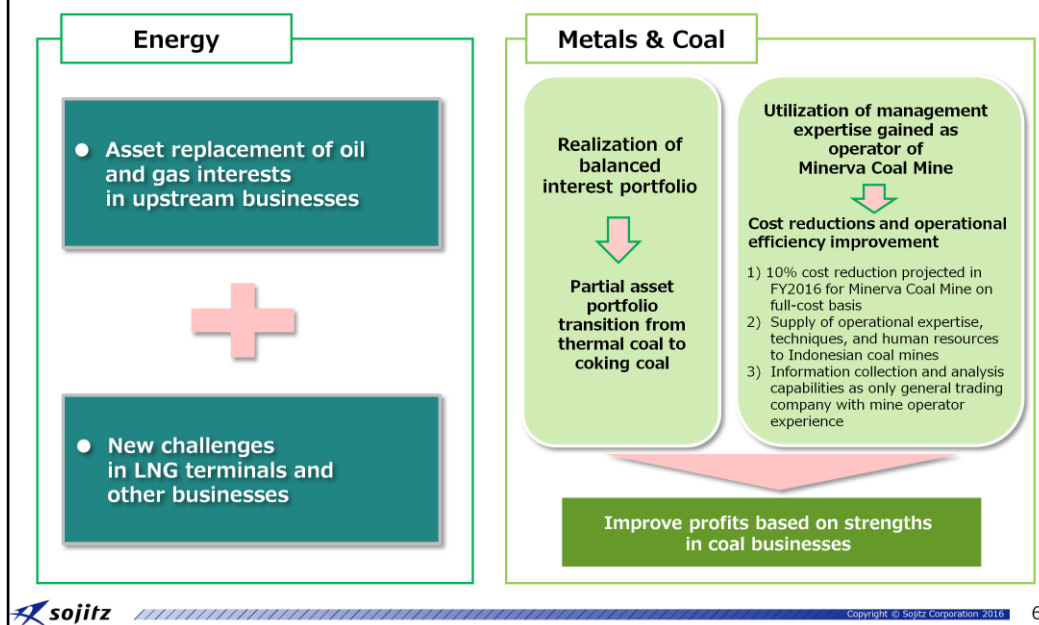 Energy
● Asset replacement of oil
and gas interests
in upstream businesses
● New challenges
in LNG terminals and
other businesses
Metals & Coal
Realization of
balanced
interest portfolio
Partial asset
portfolio
transition from
thermal coal to
coking coal
Utilization of management
expertise gained as
operator of
Minerva Coal Mine
Cost reductions and operational
efficiency improvement
1) 10% cost reduction projected in
FY2016 for Minerva Coal Mine on
full-cost basis
2) Supply of operational expertise,
techniques, and human resources
to Indonesian coal mines
3) Information collection and analysis
capabilities as only general trading
company with mine operator
experience
Improve profits based on strengths
in coal businesses
sojitz
Copyright © Sojitz Corporation 2016
6